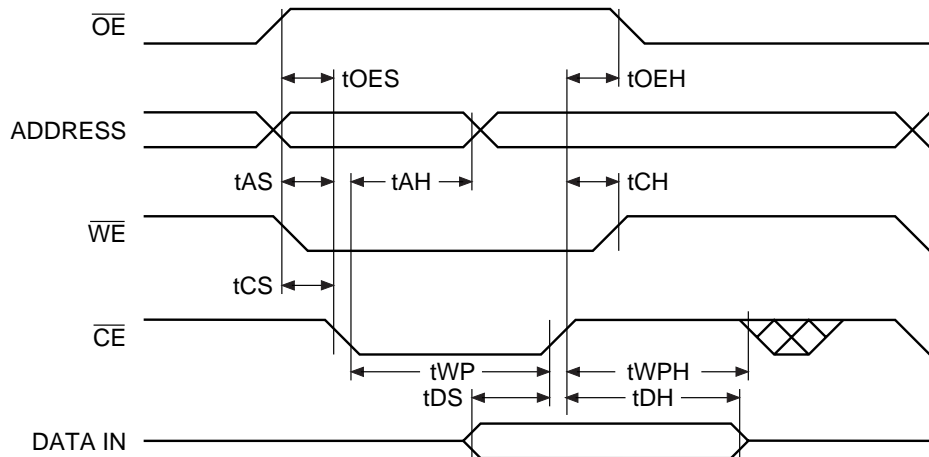 OE
tOES tOEH
ADDRESS
tAS tAH tCH
WE
tCS
CE
tWP tWPH
tDS tDH
DATA IN